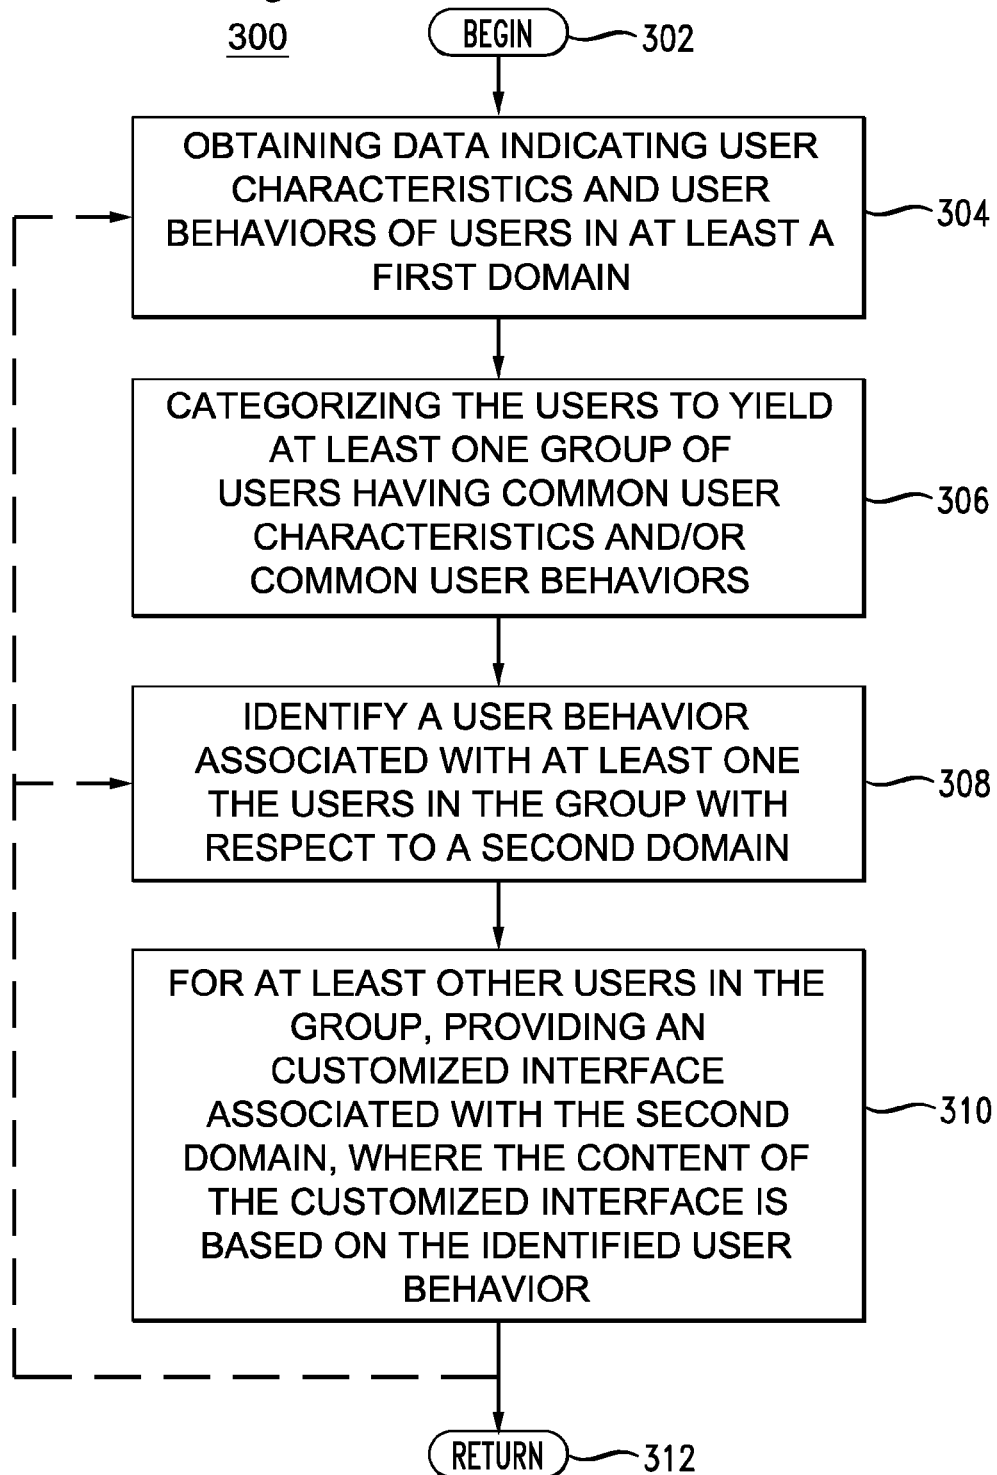 300
BEGIN
302
OBTAINING DATA INDICATING USER
CHARACTERISTICS AND USER
BEHAVIORS OF USERS IN AT LEAST A
FIRST DOMAIN
304
CATEGORIZING THE USERS TO YIELD
AT LEAST ONE GROUP OF
USERS HAVING COMMON USER
CHARACTERISTICS AND/OR
COMMON USER BEHAVIORS
306
IDENTIFY A USER BEHAVIOR
ASSOCIATED WITH AT LEAST ONE
THE USERS IN THE GROUP WITH
RESPECT TO A SECOND DOMAIN
308
FOR AT LEAST OTHER USERS IN THE
GROUP, PROVIDING AN
CUSTOMIZED INTERFACE
ASSOCIATED WITH THE SECOND
DOMAIN, WHERE THE CONTENT OF
THE CUSTOMIZED INTERFACE IS
BASED ON THE IDENTIFIED USER
BEHAVIOR
310
RETURN
312